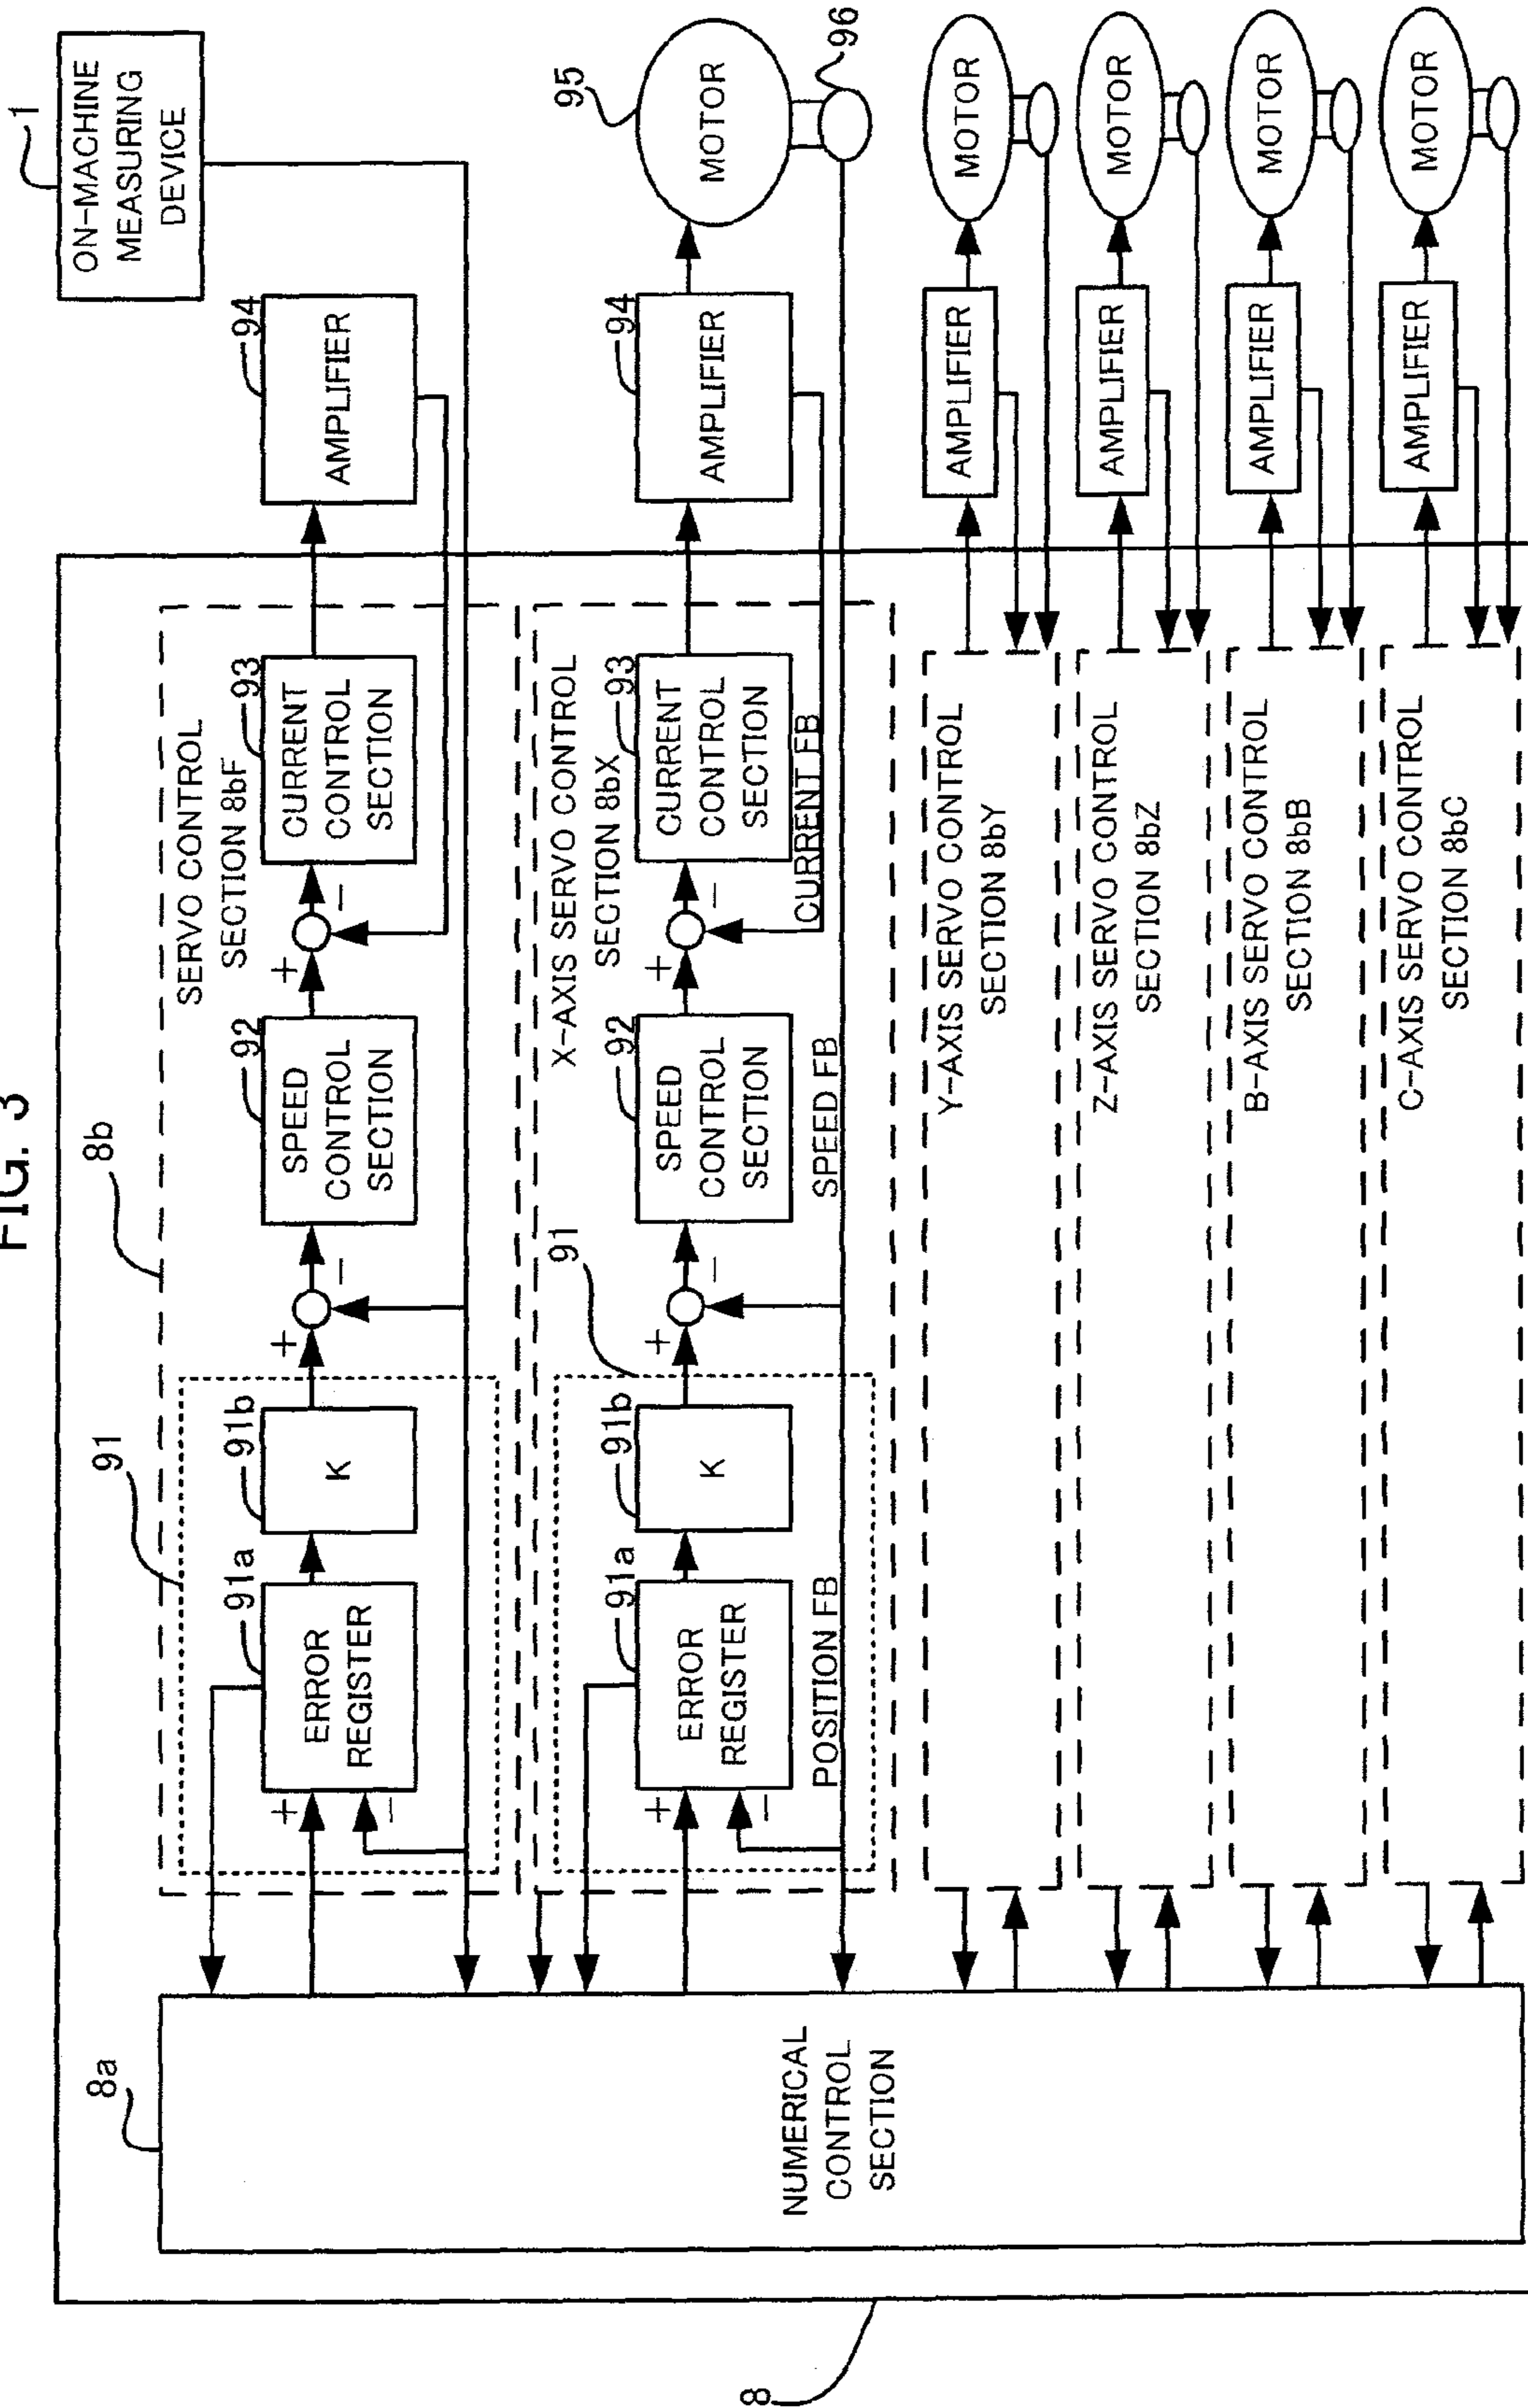 FIG. 3
1
ON-MACHINE
MEASURING
DEVICE
8b
SERVO CONTROL
SECTION 8bF
91
91a
ERROR
REGISTER
91b
K
92
SPEED
CONTROL
SECTION
93
CURRENT
CONTROL
SECTION
94
AMPLIFIER
+
−
+
−
+
−
X-AXIS SERVO CONTROL
SECTION 8bX
91
91a
ERROR
REGISTER
91b
K
92
SPEED
CONTROL
SECTION
93
CURRENT
CONTROL
SECTION
94
AMPLIFIER
95
MOTOR
96
+
−
+
−
+
−
POSITION FB
SPEED FB
CURRENT FB
8a
NUMERICAL
CONTROL
SECTION
Y-AXIS SERVO CONTROL
SECTION 8bY
AMPLIFIER
MOTOR
Z-AXIS SERVO CONTROL
SECTION 8bZ
AMPLIFIER
MOTOR
B-AXIS SERVO CONTROL
SECTION 8bB
AMPLIFIER
MOTOR
C-AXIS SERVO CONTROL
SECTION 8bC
AMPLIFIER
MOTOR
8